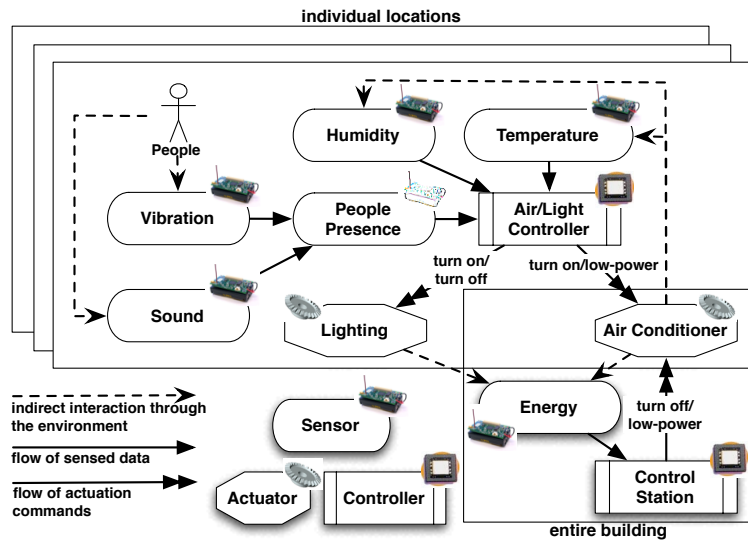 individual locations
People
Humidity
Temperature
Vibration
People
Presence
Air/Light
Controller
turn on/
turn off
turn on/low-power
Sound
Lighting
Air Conditioner
indirect interaction through
the environment
flow of sensed data
flow of actuation
commands
Sensor
Actuator
Controller
Energy
turn off/
low-power
Control
Station
entire building